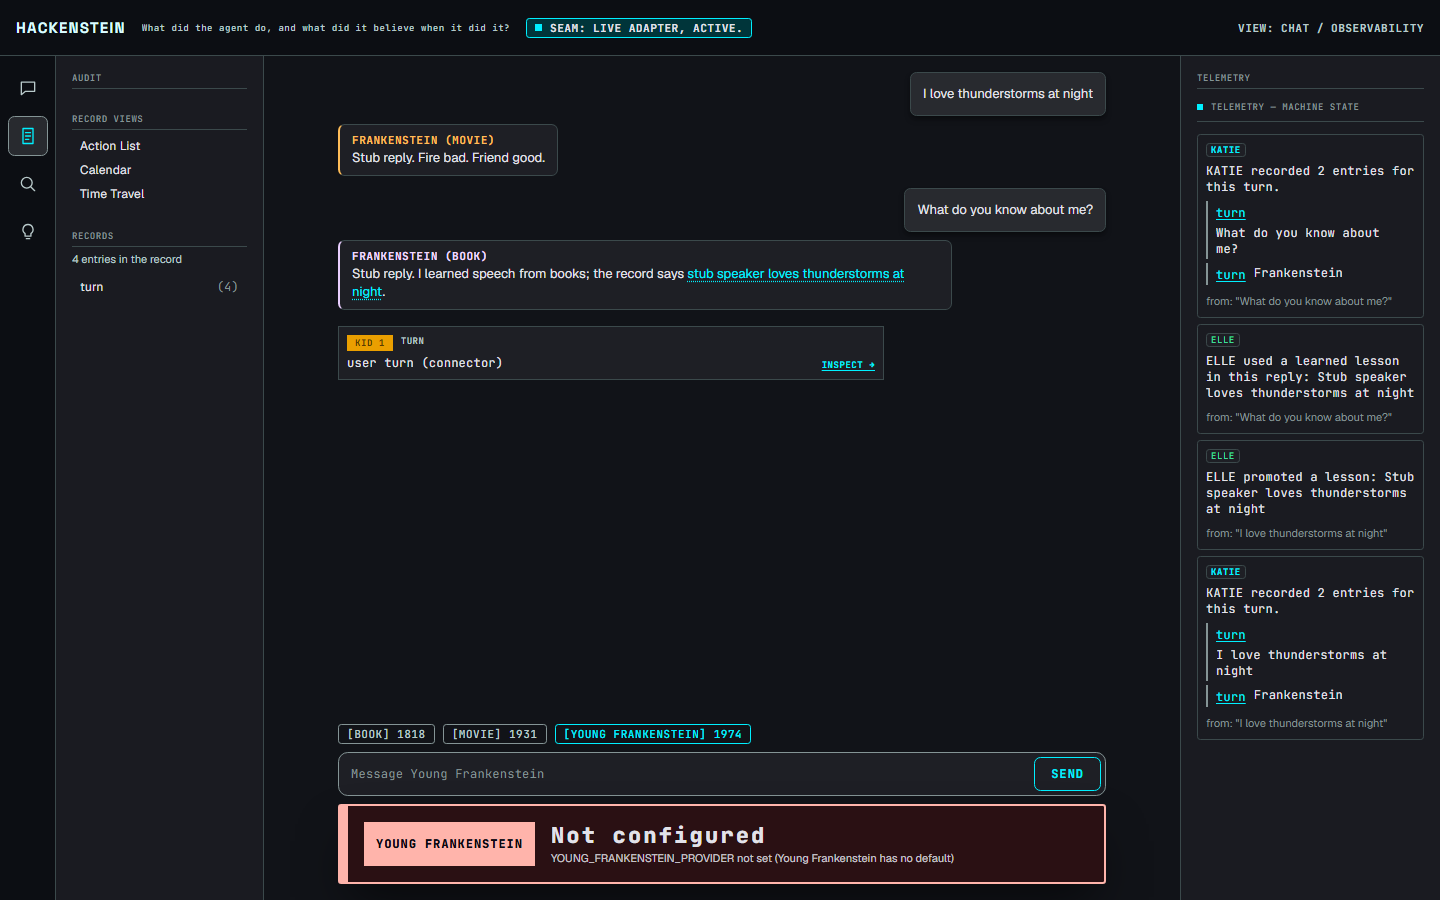 HACKENSTEIN
What did the agent do, and what did it believe when it did it?
SEAM: LIVE ADAPTER, ACTIVE.
VIEW: CHAT / OBSERVABILITY
AUDIT
RECORD VIEWS
Action List
Calendar
Time Travel
RECORDS
4 entries in the record
turn (4)
I love thunderstorms at night
FRANKENSTEIN (MOVIE)
Stub reply. Fire bad. Friend good.
What do you know about me?
FRANKENSTEIN (BOOK)
Stub reply. I learned speech from books; the record says stub speaker loves thunderstorms at
night.
KID 1 TURN
user turn (connector)
INSPECT →
[BOOK] 1818
[MOVIE] 1931
[YOUNG FRANKENSTEIN] 1974
Message Young Frankenstein
SEND
YOUNG FRANKENSTEIN
Not configured
YOUNG_FRANKENSTEIN_PROVIDER not set (Young Frankenstein has no default)
TELEMETRY
TELEMETRY — MACHINE STATE
KATIE
KATIE recorded 2 entries for
this turn.
turn
What do you know about
me?
turn Frankenstein
from: "What do you know about me?"
ELLE
ELLE used a learned lesson
in this reply: Stub speaker
loves thunderstorms at night
from: "What do you know about me?"
ELLE
ELLE promoted a lesson: Stub
speaker loves thunderstorms
at night
from: "I love thunderstorms at night"
KATIE
KATIE recorded 2 entries for
this turn.
turn
I love thunderstorms at
night
turn Frankenstein
from: "I love thunderstorms at night"